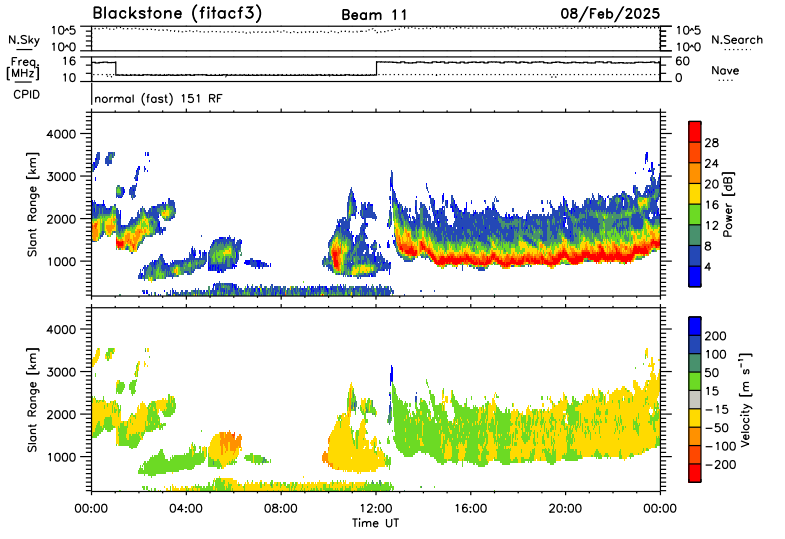 Blackstone (fitacf3) Beam 11 08/Feb/2025
N.Sky 10^5 10^0 10^5 10^0 N.Search
Freq. [MHz] 16 10 60 0 Nave
CPID normal (fast) 151 RF
Slant Range [km] 4000 3000 2000 1000
28 24 20 16 12 8 4 Power [dB]
Slant Range [km] 4000 3000 2000 1000
200 100 50 15 -15 -50 -100 -200 Velocity [m s⁻¹]
00:00 04:00 08:00 12:00 16:00 20:00 00:00
Time UT